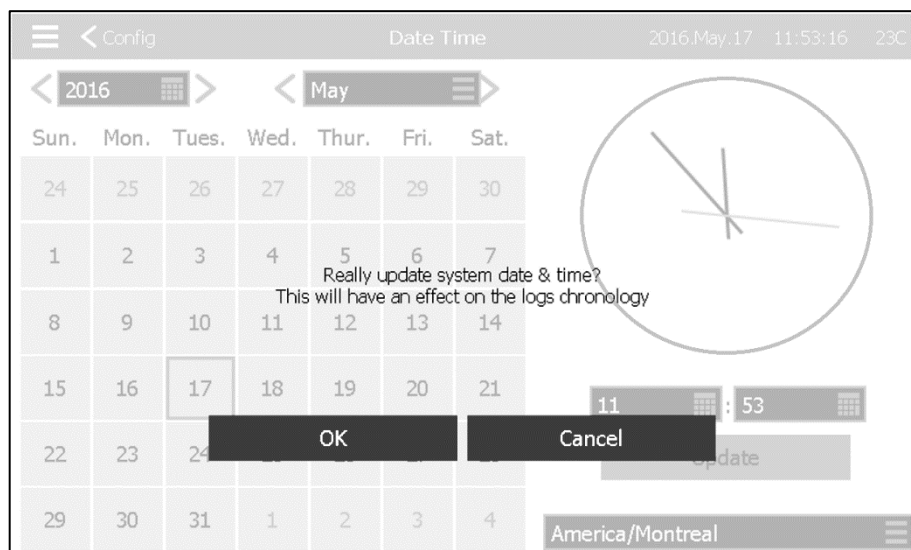 Config Date Time 2016.May.17 11:53:16 23C
2016 May
Sun. Mon. Tues. Wed. Thur. Fri. Sat.
24 25 26 27 28 29 30
1 2 3 4 5 6 7
Really update system date & time?
This will have an effect on the logs chronology
8 9 10 11 12 13 14
15 16 17 18 19 20 21
11 : 53
OK Cancel
22 23 24
Update
29 30 31 1 2 3 4
America/Montreal